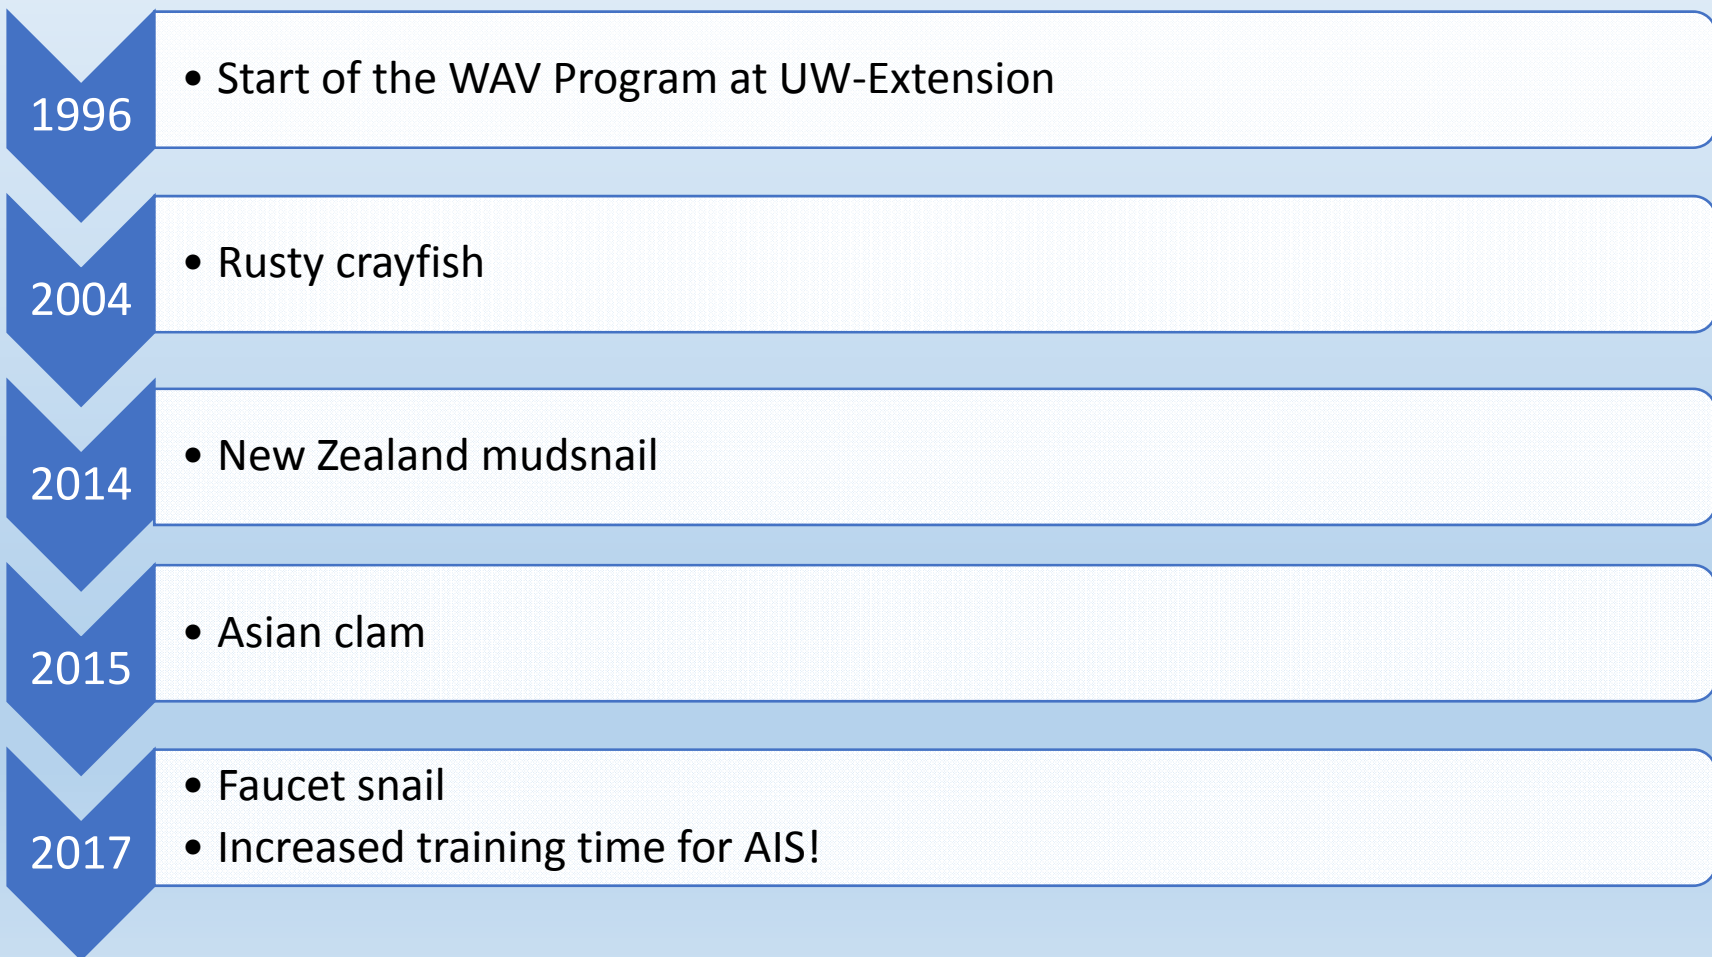 1996
• Start of the WAV Program at UW-Extension
2004
• Rusty crayfish
2014
• New Zealand mudsnail
2015
• Asian clam
2017
• Faucet snail
• Increased training time for AIS!